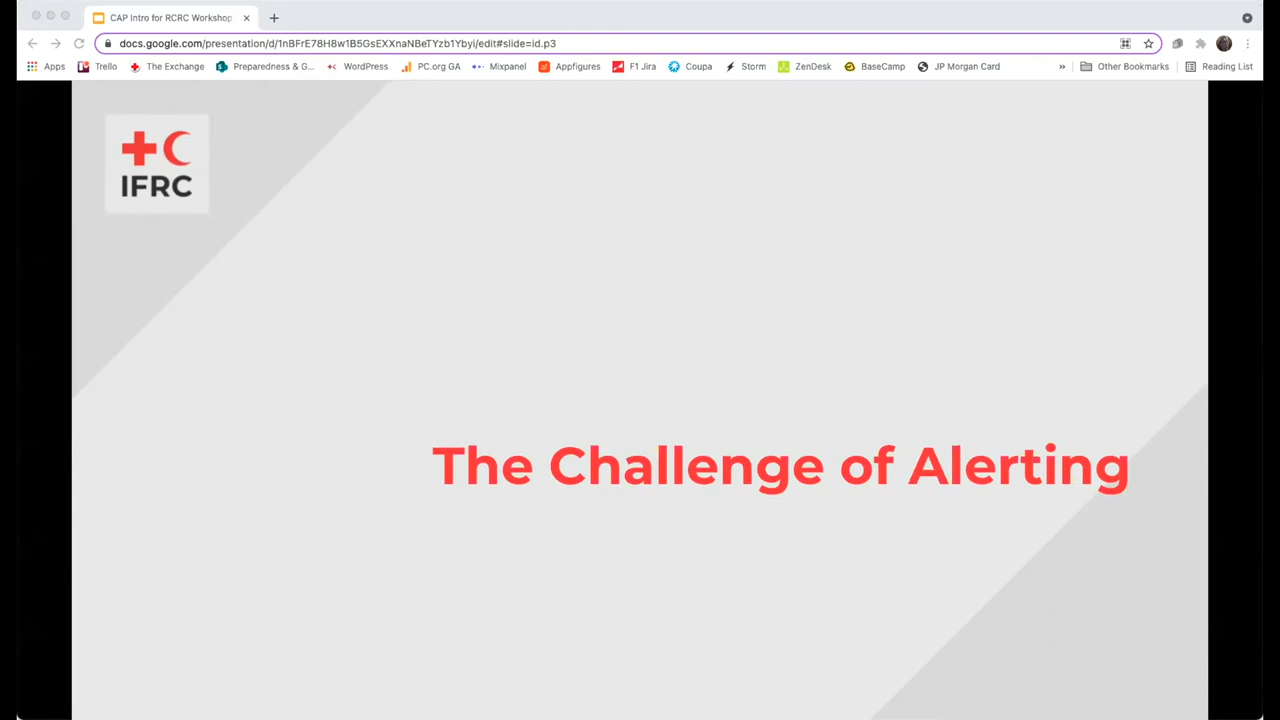 CAP Intro for RCRC Workshop
docs.google.com/presentation/d/1nBFrE78H8w1B5GsEXXnaNBeTYzb1Ybyi/edit#slide=id.p3
Apps Trello The Exchange Preparedness & G... WordPress PC.org GA Mixpanel Appfigures F1 Jira Coupa Storm ZenDesk BaseCamp JP Morgan Card » Other Bookmarks Reading List
IFRC
The Challenge of Alerting